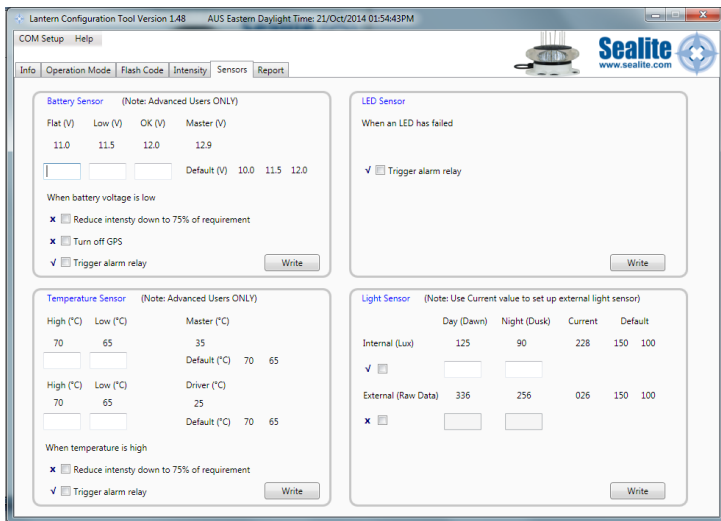 Lantern Configuration Tool Version 1.48 AUS Eastern Daylight Time: 21/Oct/2014 01:54:43PM
COM Setup Help
Sealite
www.sealite.com
Info Operation Mode Flash Code Intensity Sensors Report
Battery Sensor (Note: Advanced Users ONLY)
Flat (V) Low (V) OK (V) Master (V)
11.0 11.5 12.0 12.9
Default (V) 10.0 11.5 12.0
When battery voltage is low
x Reduce intensty down to 75% of requirement
x Turn off GPS
√ Trigger alarm relay Write
LED Sensor
When an LED has failed
√ Trigger alarm relay
Write
Temperature Sensor (Note: Advanced Users ONLY)
High (°C) Low (°C) Master (°C)
70 65 35
Default (°C) 70 65
High (°C) Low (°C) Driver (°C)
70 65 25
Default (°C) 70 65
When temperature is high
x Reduce intensty down to 75% of requirement
√ Trigger alarm relay Write
Light Sensor (Note: Use Current value to set up external light sensor)
Day (Dawn) Night (Dusk) Current Default
Internal (Lux) 125 90 228 150 100
√
External (Raw Data) 336 256 026 150 100
x
Write